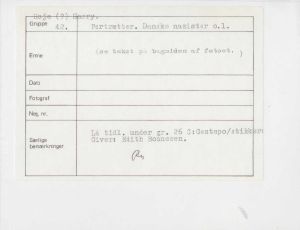 Høje (?) Harry.
Gruppe 42. Portrætter. Danske nazister o.l.
Emne (se tekst på bagsiden af fotoet. )
Dato
Fotograf
Neg. nr.
Særlige bemærkninger Lå tidl. under gr. 26 C:Gestapo/stikkere
Giver: Edith Bonnesen.